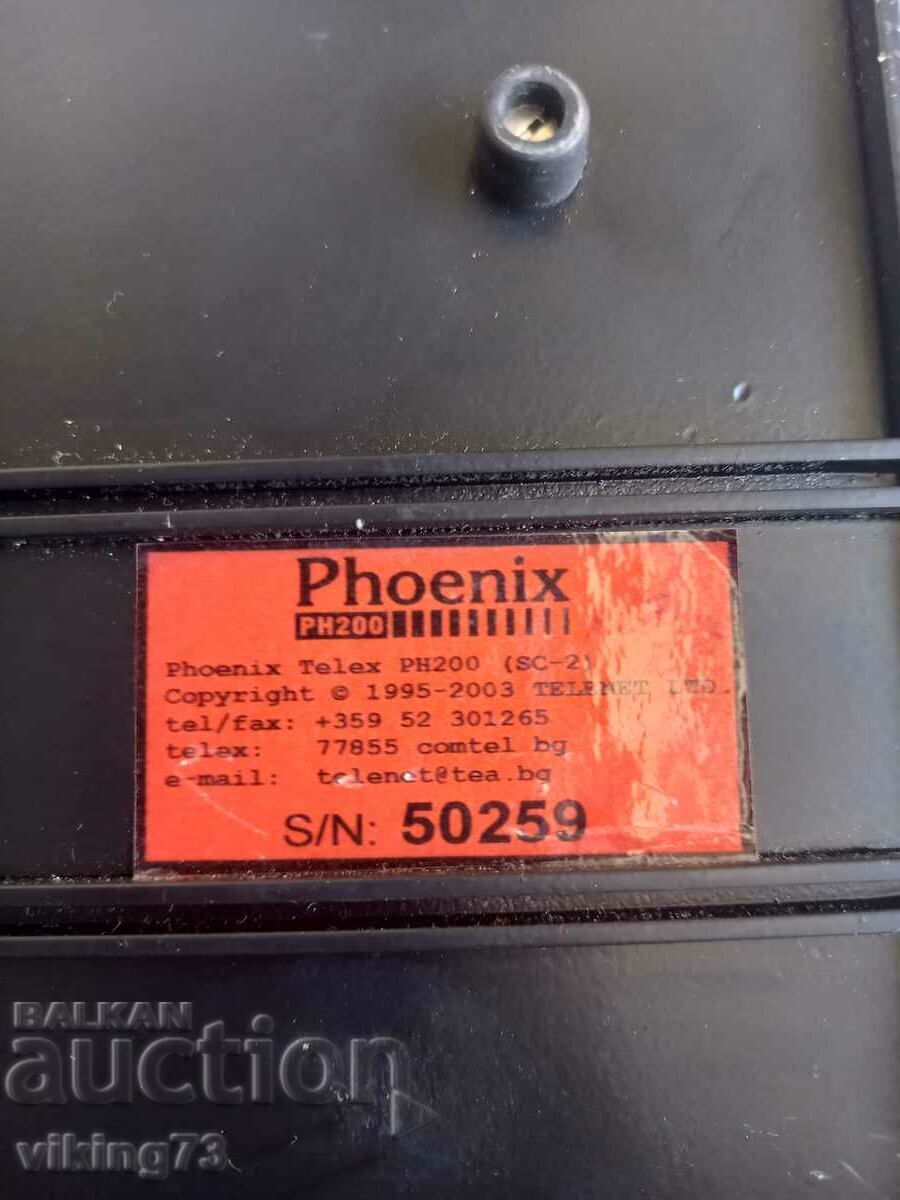 Phoenix
PH200
Phoenix Telex PH200 (SC-2)
Copyright © 1995-2003 TELENET LTD.
tel/fax: +359 52 301265
telex: 77855 comtel bg
e-mail: telenet@tea.bg
S/N: 50259
BALKAN
auction
viking73